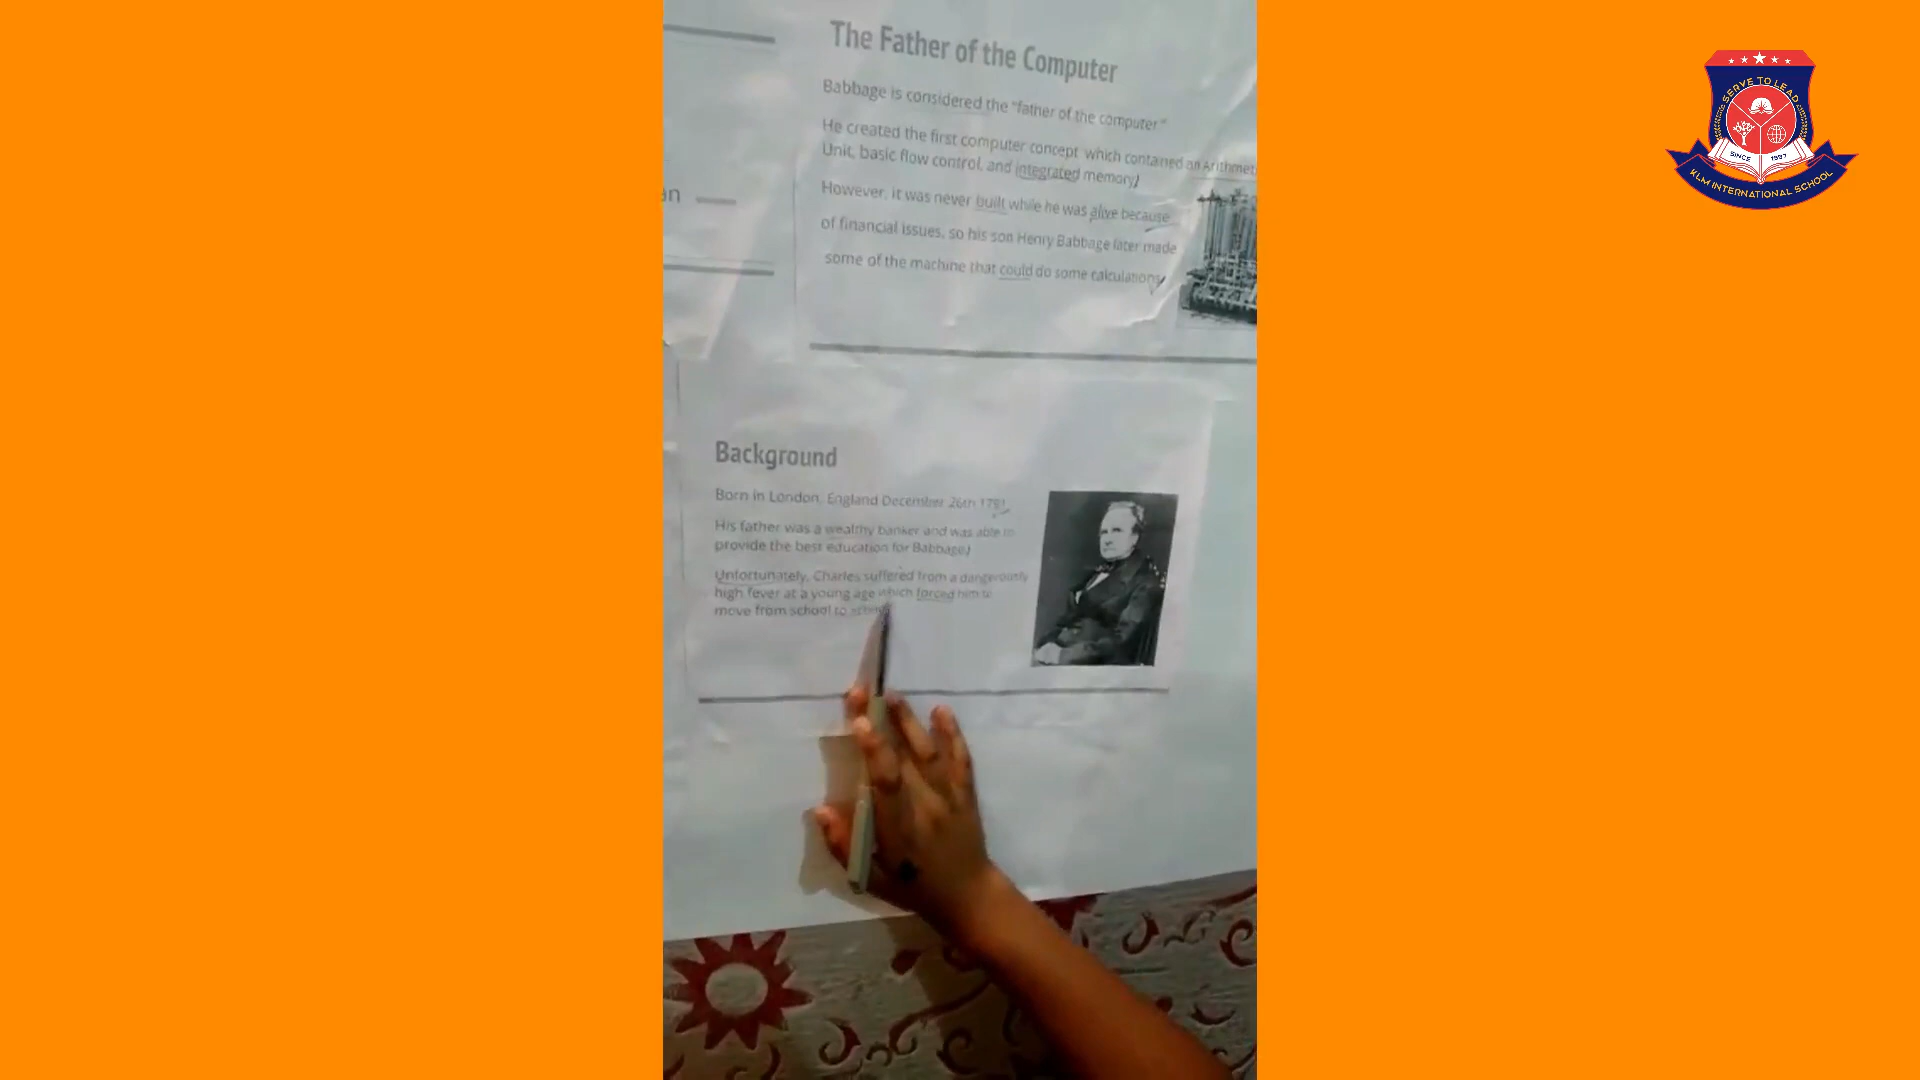 The Father of the Computer
Babbage is considered the "father of the computer"
He created the first computer concept which contained an Arithmet
Unit, basic flow control, and integrated memory
However, it was never built while he was alive because
of financial issues, so his son Henry Babbage later made
some of the machine that could do some calculations
an
Background
Born in London, England December 26th 1791
His father was a wealthy banker and was able to
provide the best education for Babbage
Unfortunately, Charles suffered from a dangerously
high fever at a young age which forced him to
move from school to
SERVE TO LEAD
SINCE 1997
KLM INTERNATIONAL SCHOOL